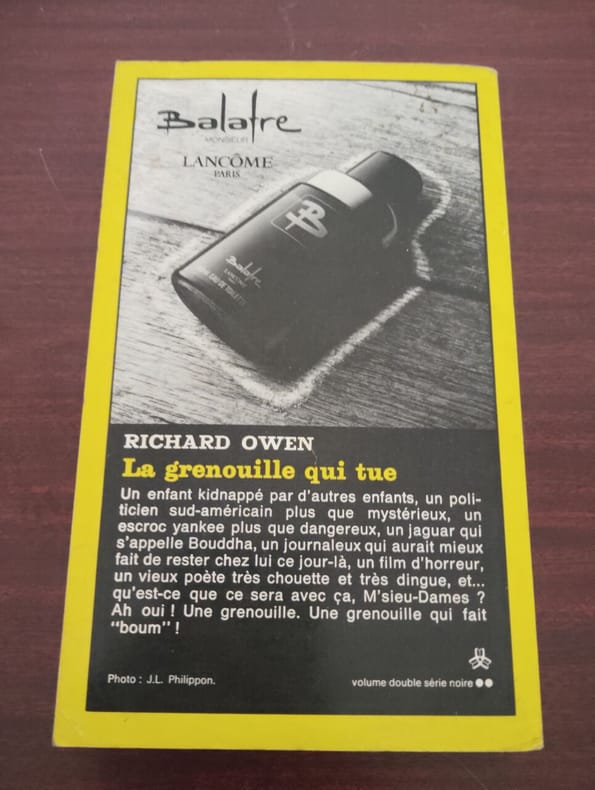 Balafre
MONSIEUR
LANCÔME
PARIS
Balafre
LANCÔME
EAU DE TOILETTE
RICHARD OWEN
La grenouille qui tue
Un enfant kidnappé par d'autres enfants, un poli-
ticien sud-américain plus que mystérieux, un
escroc yankee plus que dangereux, un jaguar qui
s'appelle Bouddha, un journaleux qui aurait mieux
fait de rester chez lui ce jour-là, un film d'horreur,
un vieux poète très chouette et très dingue, et...
qu'est-ce que ce sera avec ça, M'sieu-Dames ?
Ah oui ! Une grenouille. Une grenouille qui fait
"boum" !
Photo : J.L. Philippon.
volume double série noire ●●